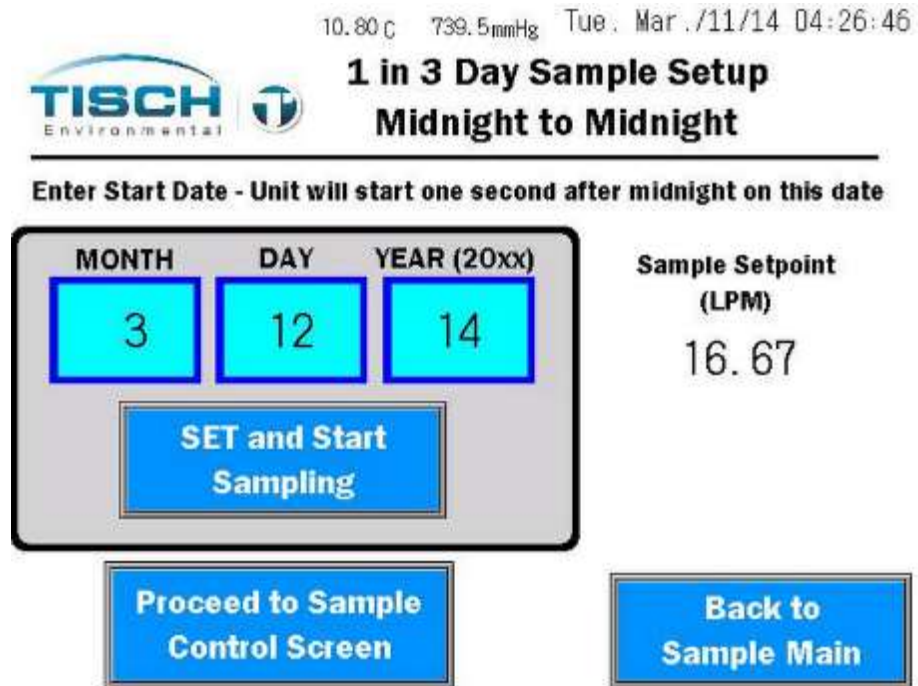 10.80 C 739.5mmHg Tue. Mar./11/14 04:26:46
TISCH
Environmental
T
1 in 3 Day Sample Setup
Midnight to Midnight
Enter Start Date - Unit will start one second after midnight on this date
MONTH DAY YEAR (20xx)
3 12 14
SET and Start
Sampling
Sample Setpoint
(LPM)
16.67
Proceed to Sample
Control Screen
Back to
Sample Main